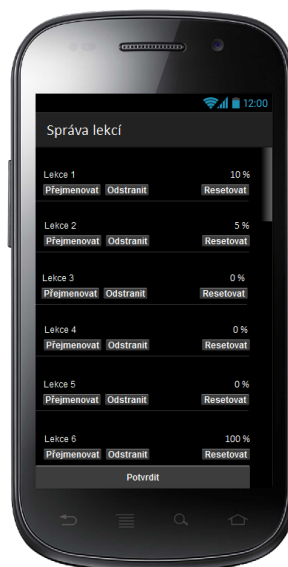 12:00
Správa lekcí
Lekce 1 10 %
Přejmenovat Odstranit Resetovat
Lekce 2 5 %
Přejmenovat Odstranit Resetovat
Lekce 3 0 %
Přejmenovat Odstranit Resetovat
Lekce 4 0 %
Přejmenovat Odstranit Resetovat
Lekce 5 0 %
Přejmenovat Odstranit Resetovat
Lekce 6 100 %
Přejmenovat Odstranit Resetovat
Potvrdit